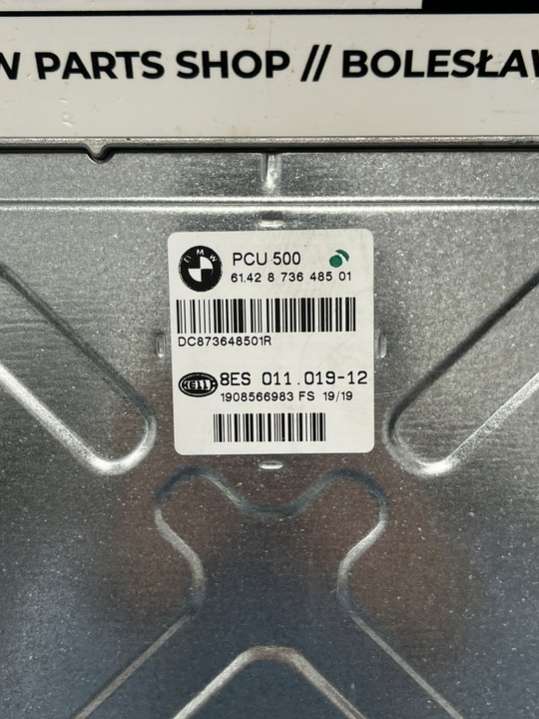 W PARTS SHOP // BOLESŁAW
BMW
PCU 500
61.42 8 736 485 01
DC873648501R
HELLA 8ES 011.019-12
1908566983 FS 19/19